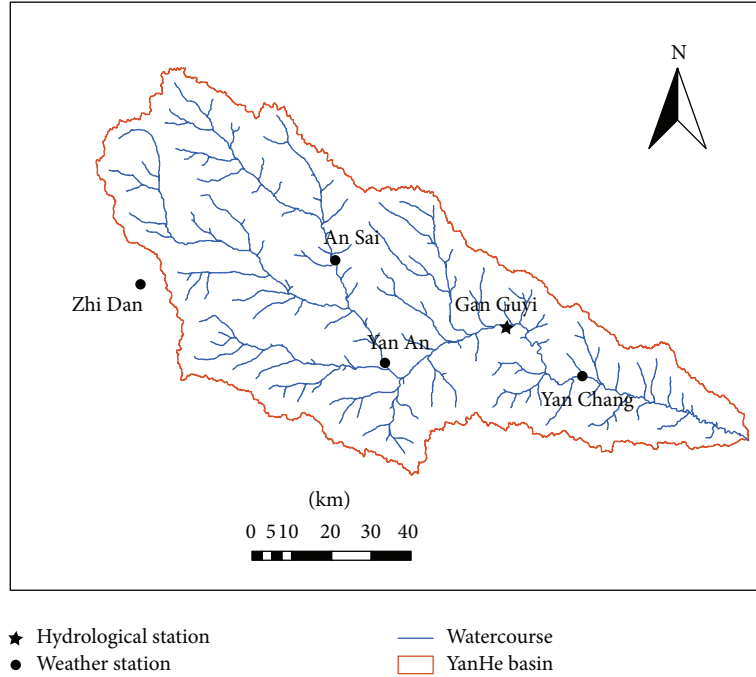 N
An Sai
Zhi Dan
Gan Guyi
Yan An
Yan Chang
(km)
0 5 10 20 30 40
Hydrological station
Watercourse
Weather station
YanHe basin